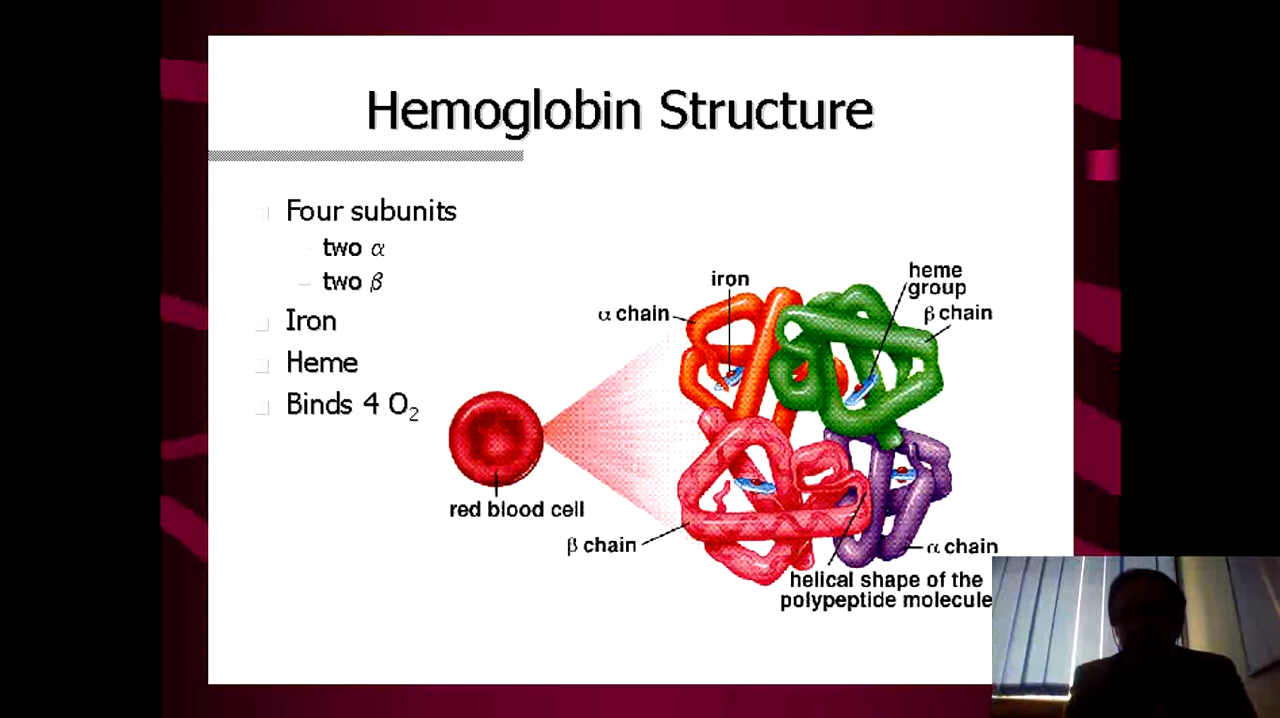 Hemoglobin Structure
Four subunits
two α
two β
Iron
Heme
Binds 4 O₂
iron
heme
group
α chain
β chain
red blood cell
β chain
α chain
helical shape of the
polypeptide molecule